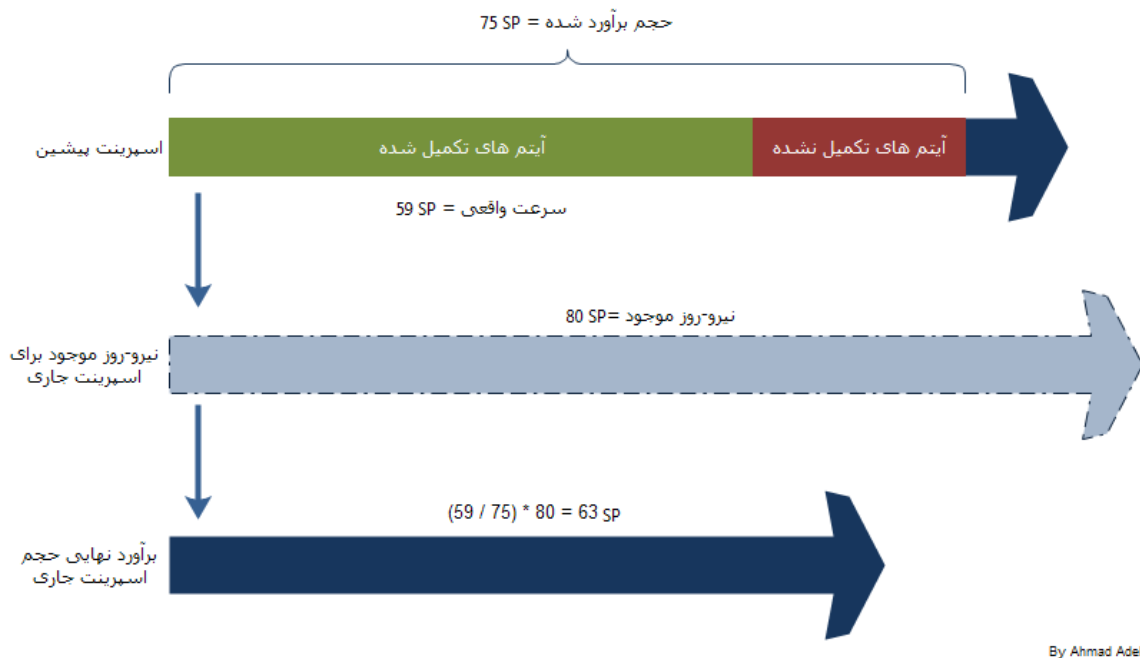 حجم برآورد شده = 75 SP
اسپرینت پیشین
آیتم های تکمیل شده
آیتم های تکمیل نشده
سرعت واقعی = 59 SP
نیرو-روز موجود =80 SP
نیرو-روز موجود برای
اسپرینت جاری
(59 / 75) * 80 = 63 SP
برآورد نهایی حجم
اسپرینت جاری
By Ahmad Adel